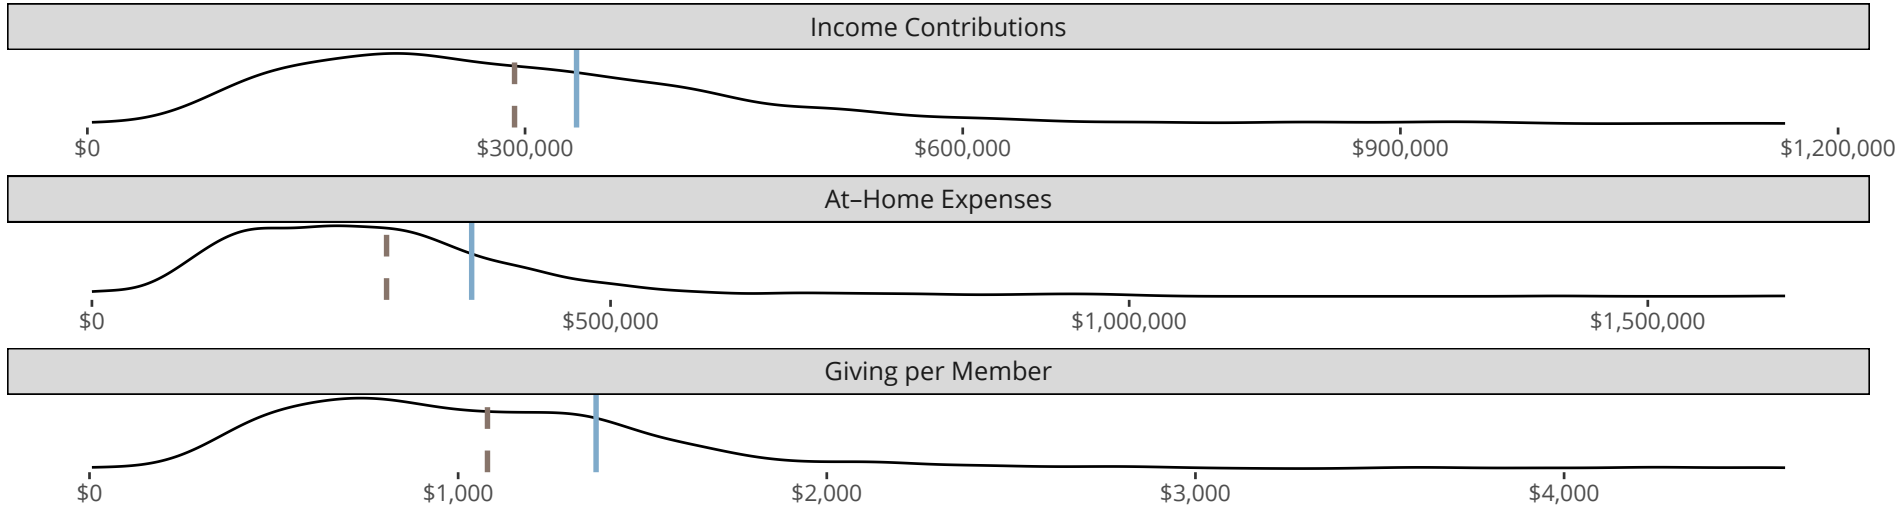 Income Contributions
$0 $300,000 $600,000 $900,000 $1,200,000
At–Home Expenses
$0 $500,000 $1,000,000 $1,500,000
Giving per Member
$0 $1,000 $2,000 $3,000 $4,000